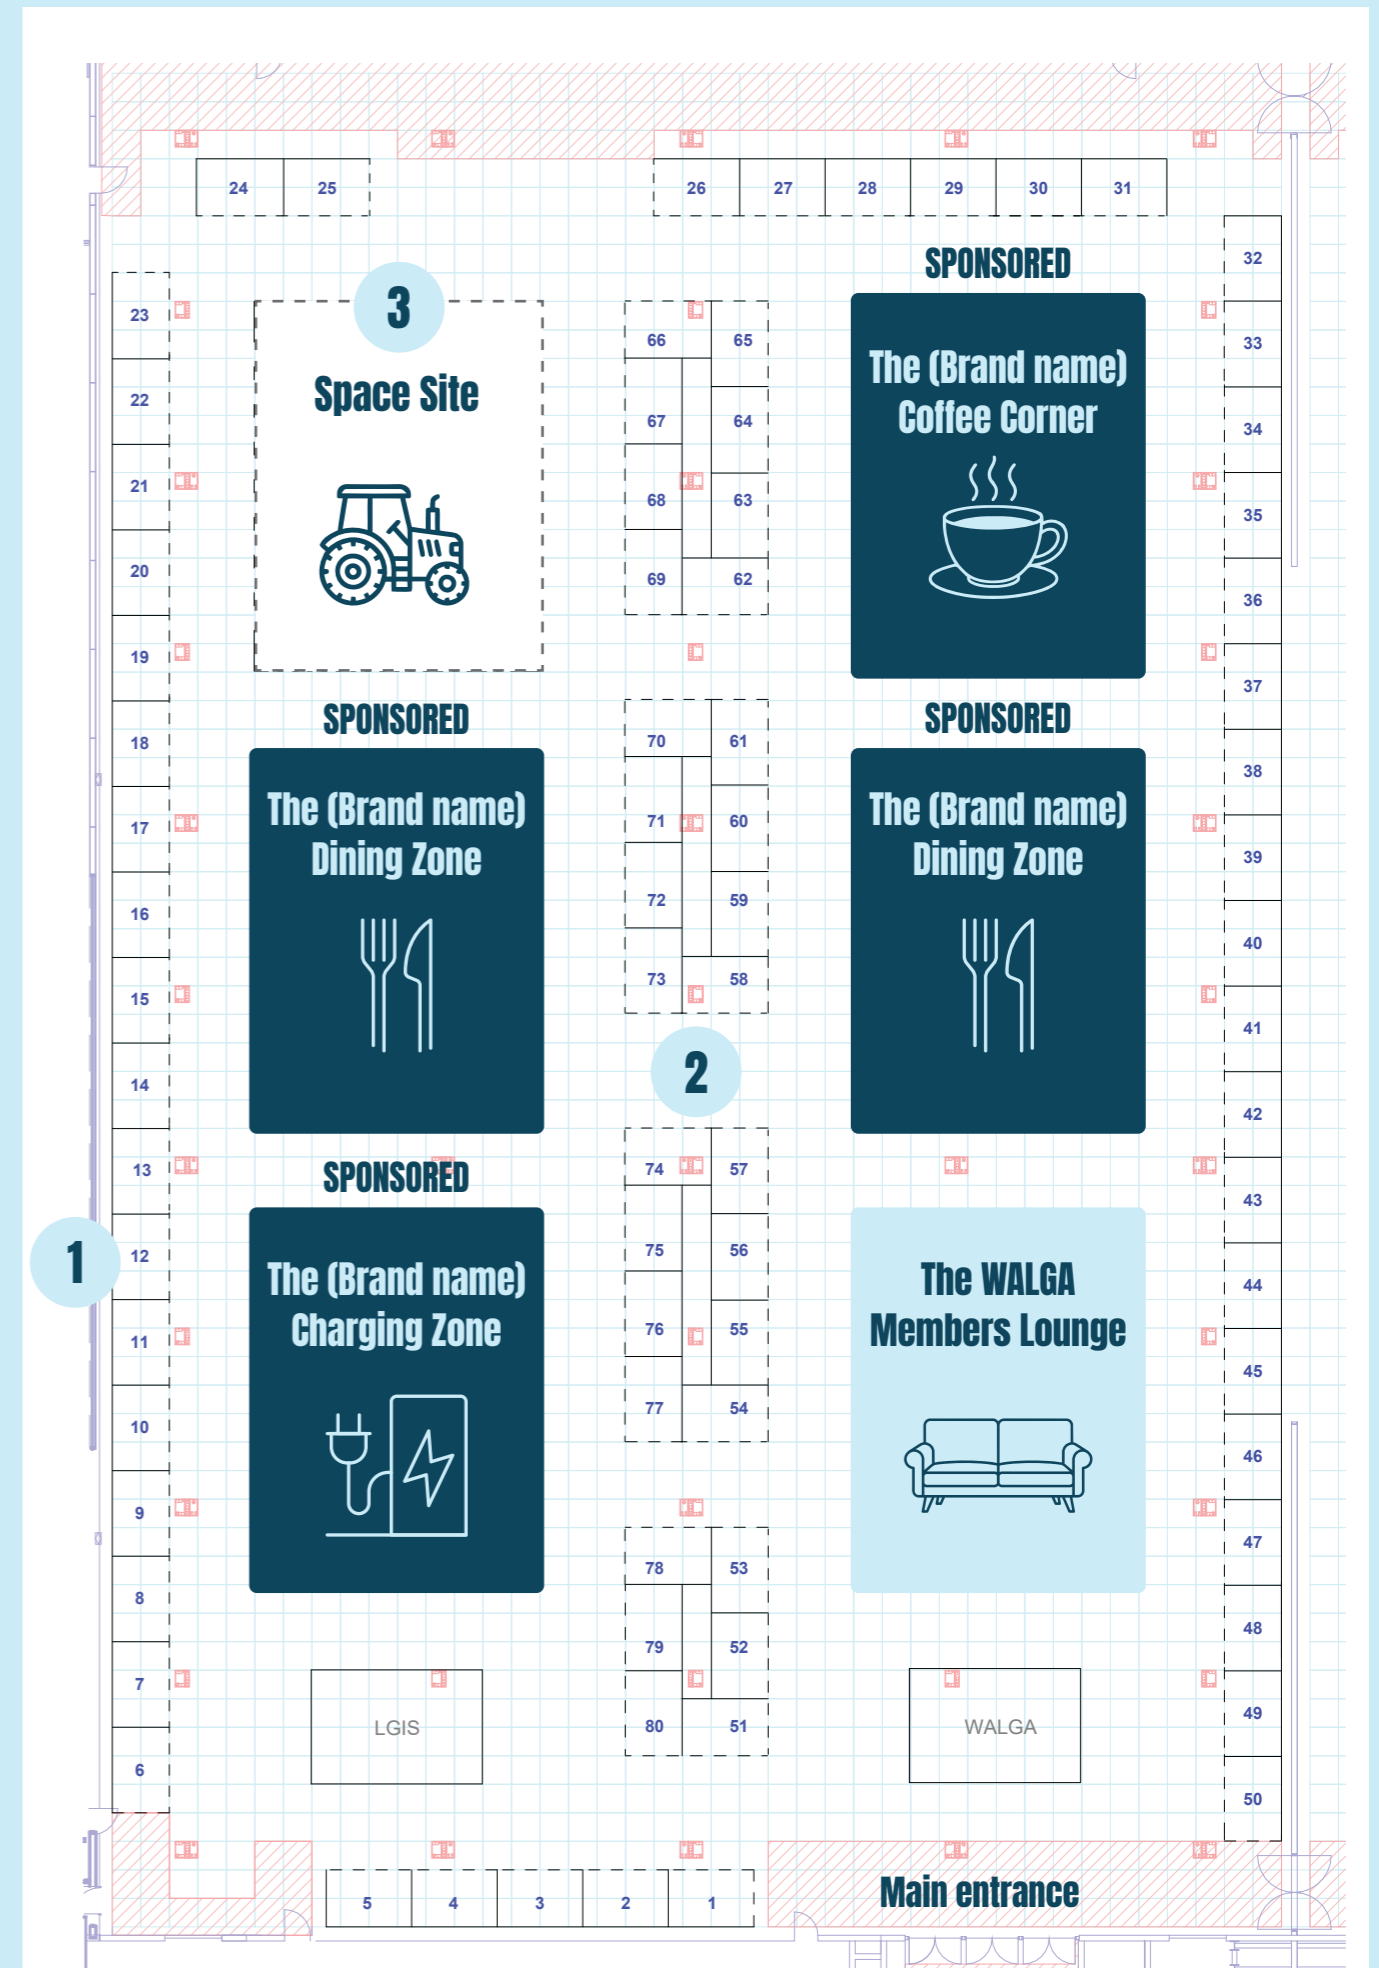 24 25 26 27 28 29 30 31
SPONSORED
32
23
3
66 65
The (Brand name)
Coffee Corner
33
Space Site
22
67 64
34
21
68 63
35
20
69 62
36
19
37
SPONSORED
SPONSORED
18
70 61
38
The (Brand name)
Dining Zone
The (Brand name)
Dining Zone
17
71 60
39
16
72 59
40
15
73 58
41
2
14
42
13
SPONSORED
74 57
43
1
12
75 56
44
The (Brand name)
Charging Zone
The WALGA
Members Lounge
11
76 55
45
10
77 54
46
9
47
8
78 53
48
7
79 52
49
LGIS
80 51
WALGA
6
50
5 4 3 2 1
Main entrance